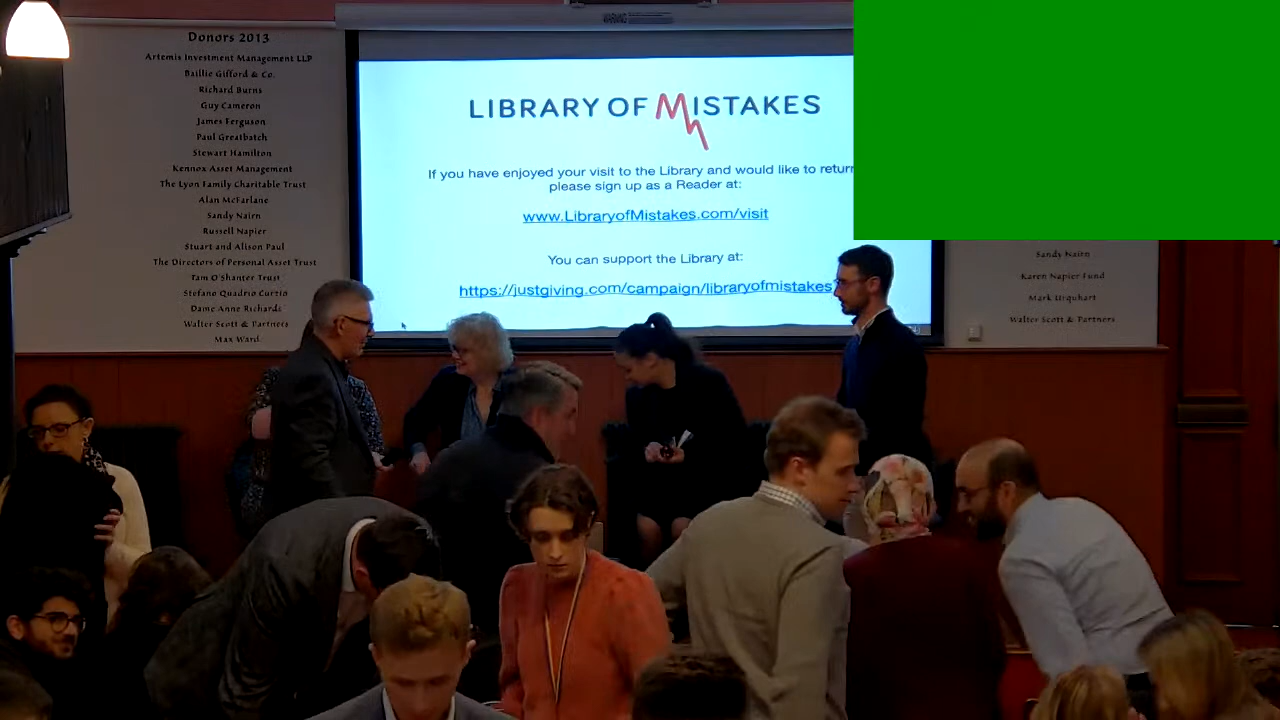 Donors 2013
Artemis Investment Management LLP
Baillie Gifford & Co.
Richard Burns
Guy Cameron
James Ferguson
Paul Greatbatch
Stewart Hamilton
Kennox Asset Management
The Lyon Family Charitable Trust
Alan McFarlane
Sandy Nairn
Russell Napier
Stuart and Alison Paul
The Directors of Personal Asset Trust
Tam O'Shanter Trust
Stefano Quadrio Curzio
Dame Anne Richards
Walter Scott & Partners
Max Ward
LIBRARY OF MISTAKES
If you have enjoyed your visit to the Library and would like to return
please sign up as a Reader at:
www.LibraryofMistakes.com/visit
You can support the Library at:
https://justgiving.com/campaign/libraryofmistakes
Sandy Nairn
Karen Napier Fund
Mark Urquhart
Walter Scott & Partners